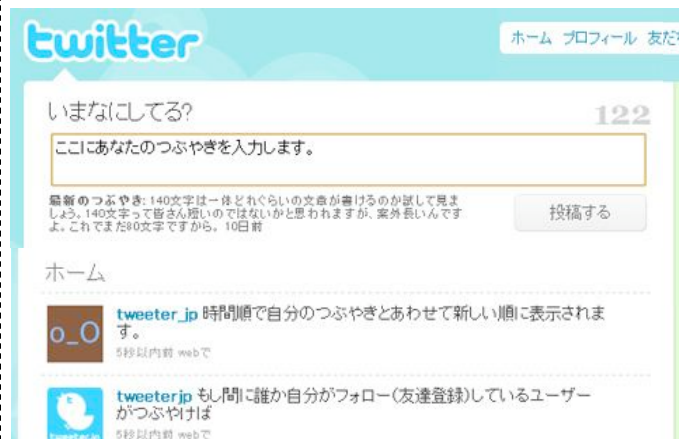 twitter
ホーム プロフィール 友だ
いまなにしてる?
122
ここにあなたのつぶやきを入力します。
最新のつぶやき: 140文字は一体どれぐらいの文章が書けるのか試して見ま
しょう。140文字って皆さん短いのではないかと思われますが、案外長いんです
よ。これでまだ80文字ですから。 10日前
投稿する
ホーム
o_O
tweeter_jp 時間順で自分のつぶやきとあわせて新しい順に表示されま
す。
5秒以内前 webで
tweeterjp もし間に誰か自分がフォロー(友達登録)しているユーザー
がつぶやけば
5秒以内前 webで
tweeterjp